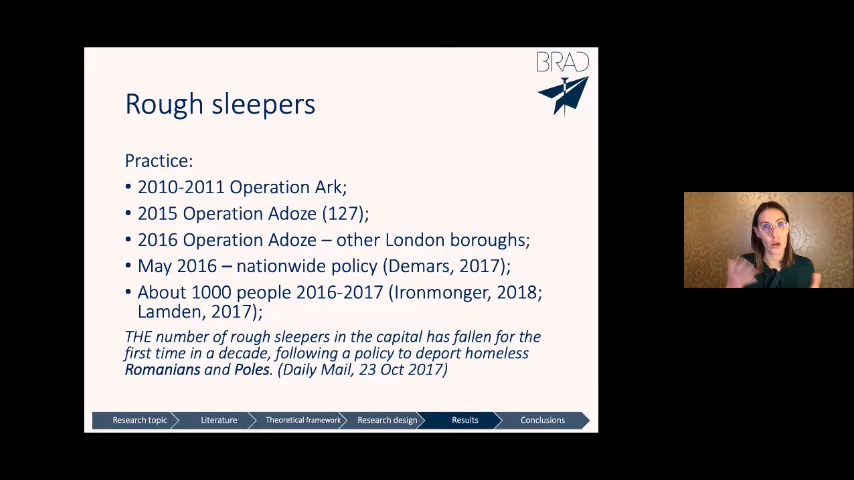 BRAD
Rough sleepers
Practice:
• 2010-2011 Operation Ark;
• 2015 Operation Adoze (127);
• 2016 Operation Adoze – other London boroughs;
• May 2016 – nationwide policy (Demars, 2017);
• About 1000 people 2016-2017 (Ironmonger, 2018;
Lamden, 2017);
THE number of rough sleepers in the capital has fallen for the
first time in a decade, following a policy to deport homeless
Romanians and Poles. (Daily Mail, 23 Oct 2017)
Research topic
Literature
Theoretical framework
Research design
Results
Conclusions